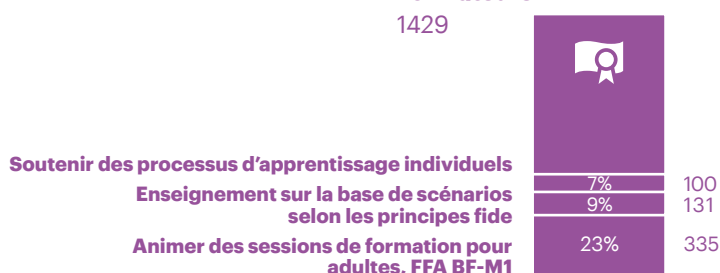 1429
Soutenir des processus d'apprentissage individuels
7% 100
Enseignement sur la base de scénarios
selon les principes fide
9% 131
Animer des sessions de formation pour
adultes, FFA BF-M1
23% 335